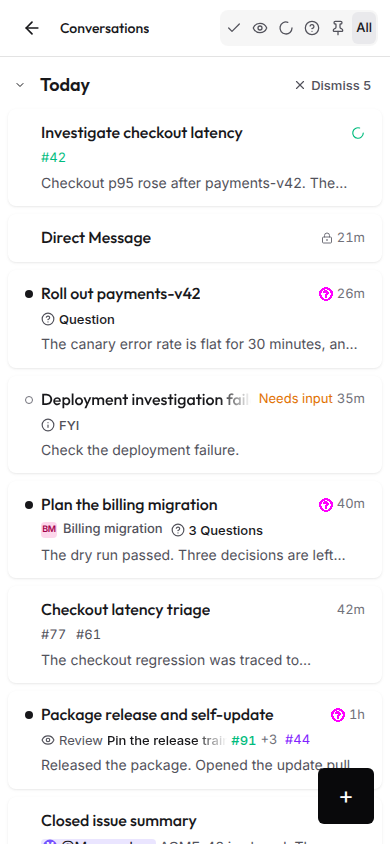 Conversations
All
Today
Dismiss 5
Investigate checkout latency
#42
Checkout p95 rose after payments-v42. The...
Direct Message
21m
Roll out payments-v42
26m
Question
The canary error rate is flat for 30 minutes, an...
Deployment investigation fail
Needs input 35m
FYI
Check the deployment failure.
Plan the billing migration
40m
BM Billing migration 3 Questions
The dry run passed. Three decisions are left...
Checkout latency triage
42m
#77 #61
The checkout regression was traced to...
Package release and self-update
1h
Review Pin the release trai #91 +3 #44
Released the package. Opened the update pull
Closed issue summary